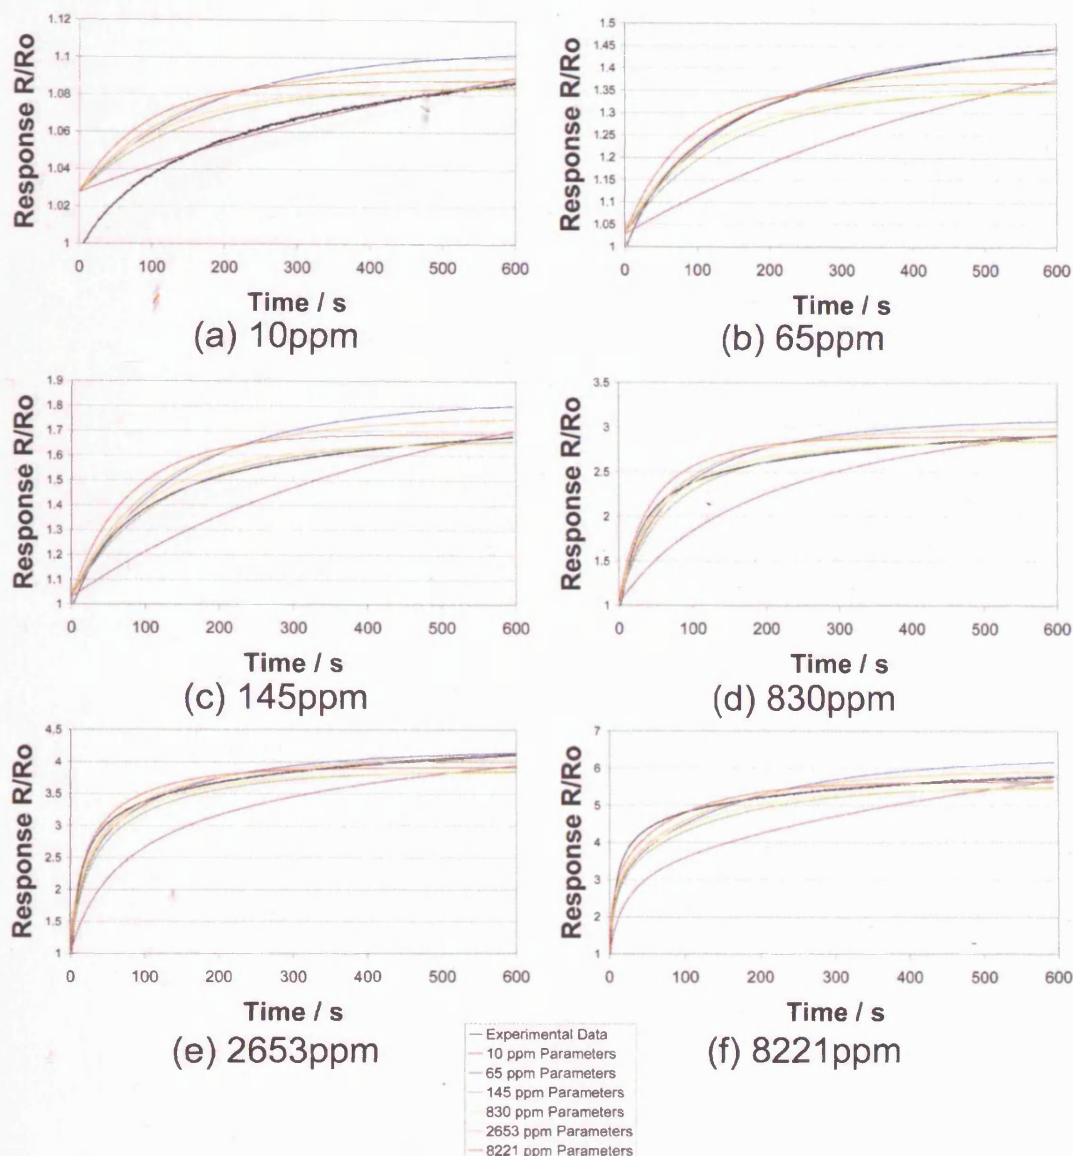 Response R/Ro
1.12
1.1
1.08
1.06
1.04
1.02
1
0 100 200 300 400 500 600
Time / s
(a) 10ppm
Response R/Ro
1.5
1.45
1.4
1.35
1.3
1.25
1.2
1.15
1.1
1.05
1
0 100 200 300 400 500 600
Time / s
(b) 65ppm
Response R/Ro
1.9
1.8
1.7
1.6
1.5
1.4
1.3
1.2
1.1
1
0 100 200 300 400 500 600
Time / s
(c) 145ppm
Response R/Ro
3.5
3
2.5
2
1.5
1
0 100 200 300 400 500 600
Time / s
(d) 830ppm
Response R/Ro
4.5
4
3.5
3
2.5
2
1.5
1
0 100 200 300 400 500 600
Time / s
(e) 2653ppm
Response R/Ro
7
6
5
4
3
2
1
0 100 200 300 400 500 600
Time / s
(f) 8221ppm
Experimental Data
10 ppm Parameters
65 ppm Parameters
145 ppm Parameters
830 ppm Parameters
2653 ppm Parameters
8221 ppm Parameters